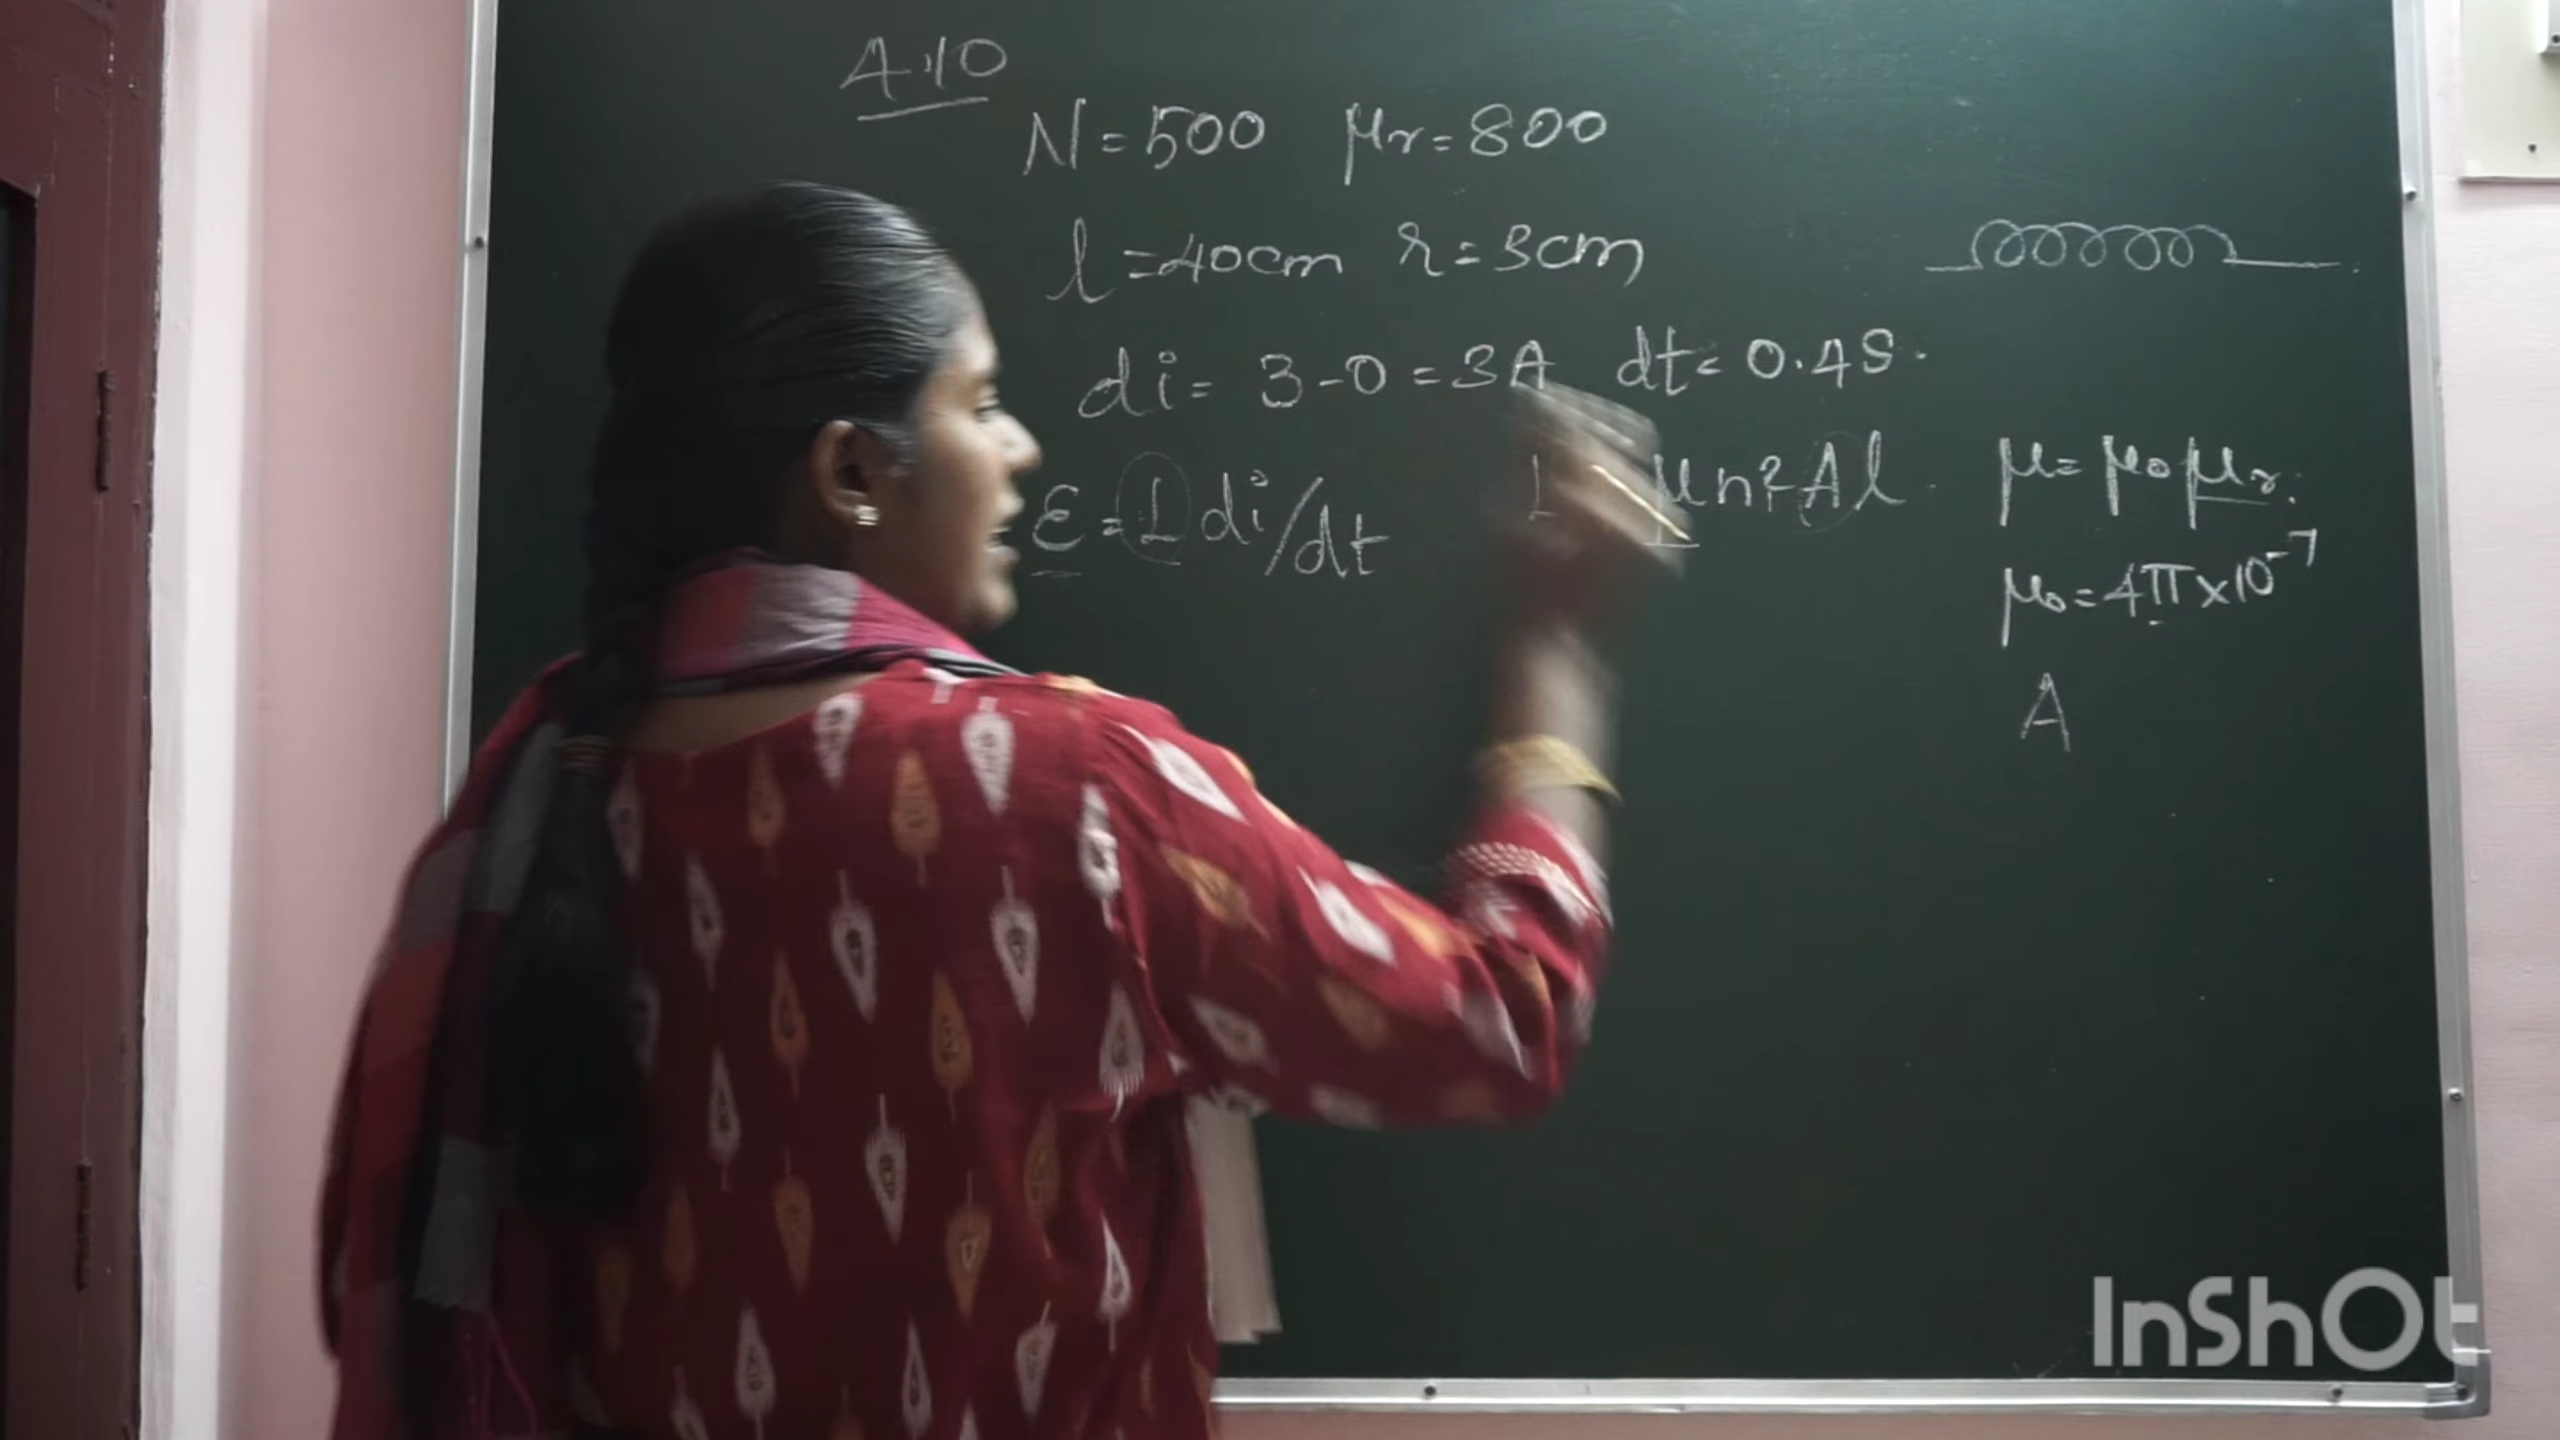 4.10
N=500 μr=800
l=40cm r=3cm
di= 3-0=3A dt= 0.4S.
ε=Ldi/dt L μn²Al. μ= μ₀μr.
μ₀=4π×10⁻⁷
A
InShOt